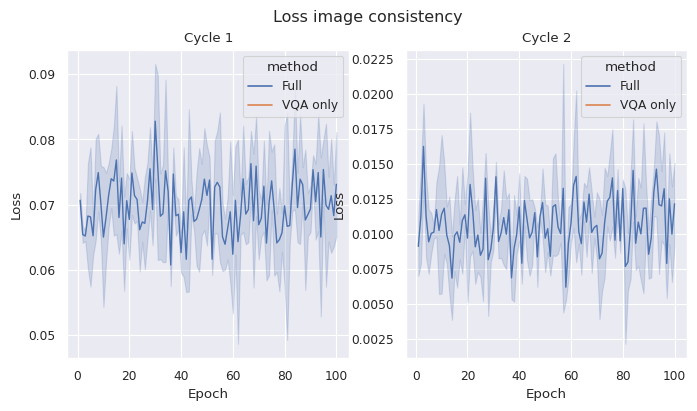 Loss image consistency
Cycle 1
Cycle 2
method
Full
VQA only
method
Full
VQA only
0.09
0.08
0.07
0.06
0.05
Loss
0 20 40 60 80 100
Epoch
0.0225
0.0200
0.0175
0.0150
0.0125
0.0100
0.0075
0.0050
0.0025
Loss
0 20 40 60 80 100
Epoch